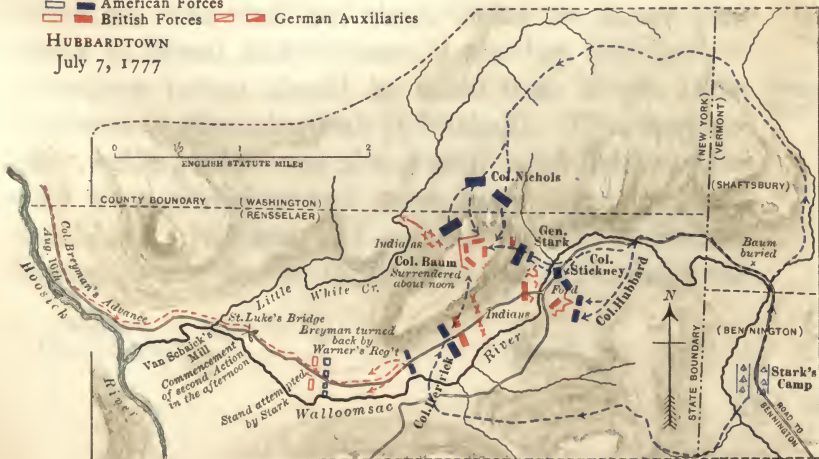 American Forces
British Forces German Auxiliaries
HUBBARDTOWN
July 7, 1777
0 ½ 1 2
ENGLISH STATUTE MILES
COUNTY BOUNDARY (WASHINGTON)
(RENSSELAER)
(NEW YORK)
(VERMONT)
(SHAFTSBURY)
Col. Nichols
Indians
Col. Baum
Surrendered
about noon
Gen.
Stark
Col.
Stickney
Col. Hubbard
Ford
Baum
buried
Hoosick
River
Col. Breyman's Advance
Aug. 16th
Little
White Cr.
St. Luke's Bridge
Van Schaick's
Mill
Commencement
of second Action
in the afternoon
Breyman turned
back by
Warner's Reg't
Indians
Stand attempted
by Stark
Walloomsac
River
Col. Herrick
N
STATE BOUNDARY
(BENNINGTON)
Stark's
Camp
ROAD TO
BENNINGTON